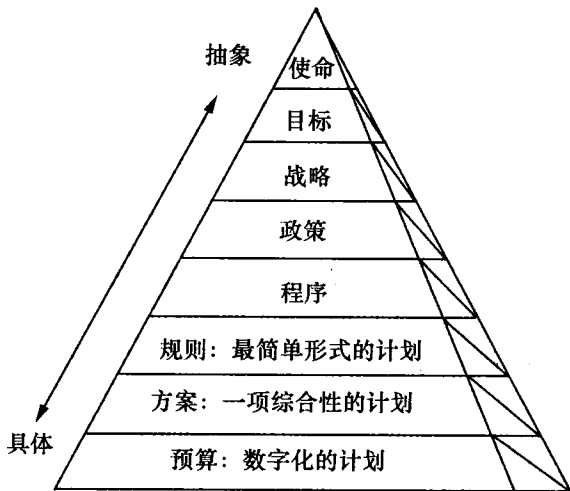 抽象
使命
目标
战略
政策
程序
规则：最简单形式的计划
方案：一项综合性的计划
具体
预算：数字化的计划